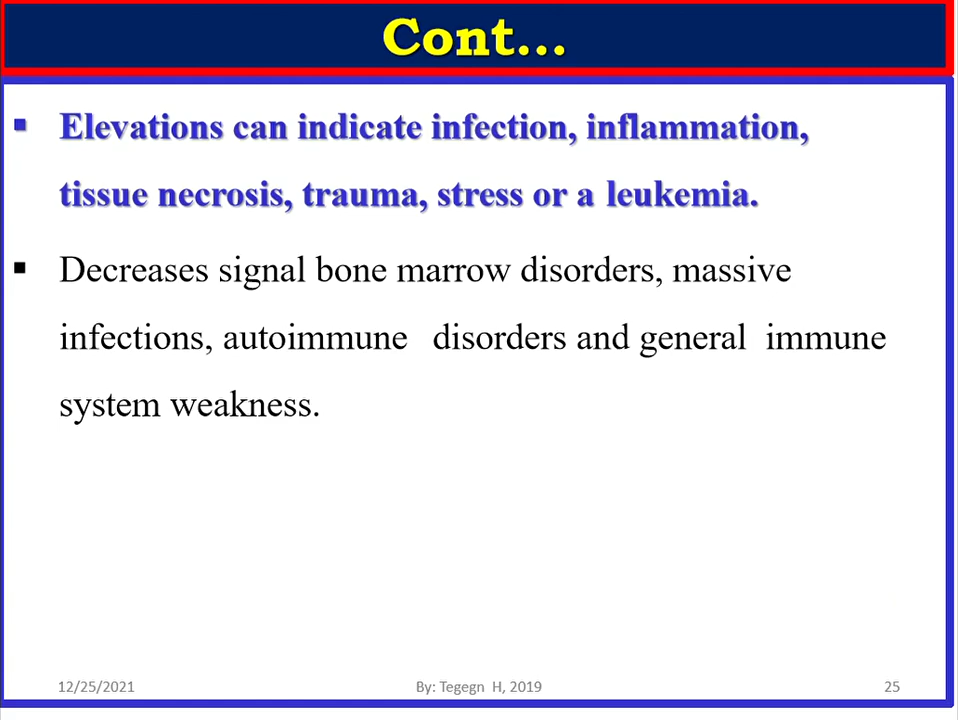 Cont...
▪ Elevations can indicate infection, inflammation,
tissue necrosis, trauma, stress or a leukemia.
▪ Decreases signal bone marrow disorders, massive
infections, autoimmune disorders and general immune
system weakness.
12/25/2021 By: Tegegn H, 2019 25